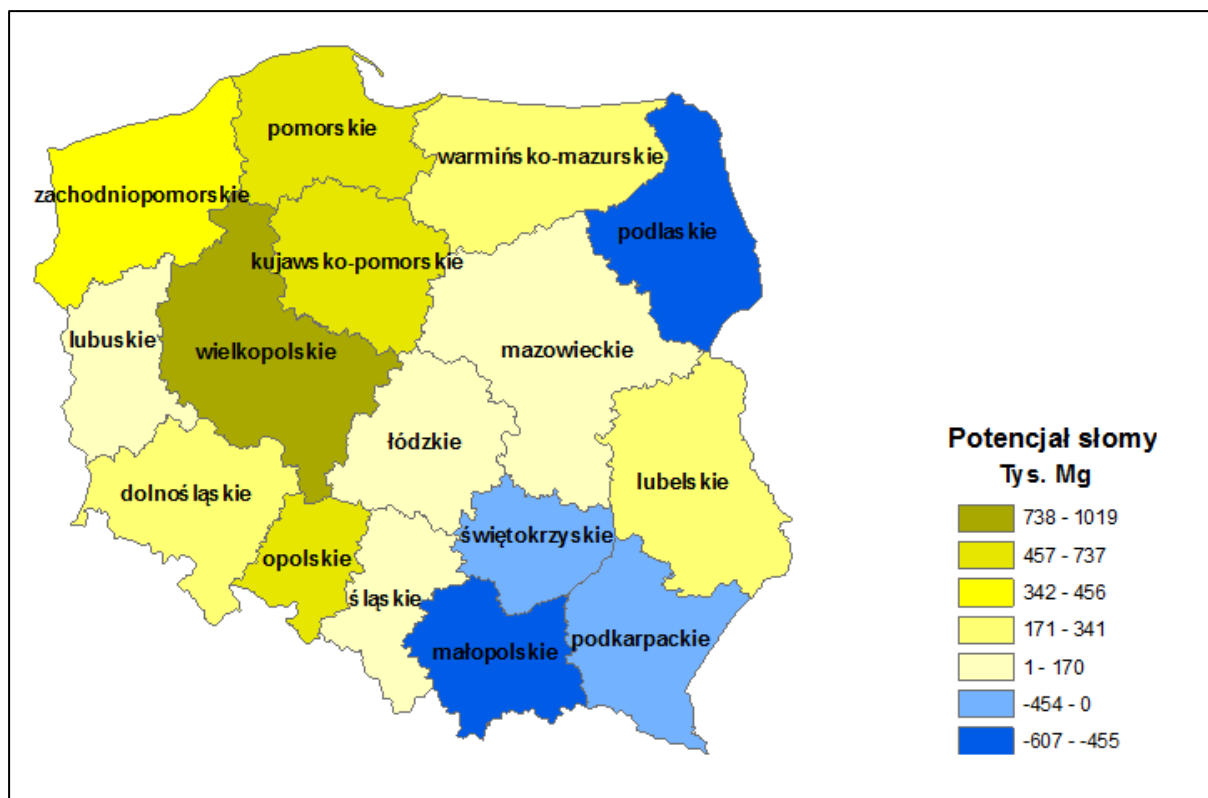 pomorskie
warmińsko-mazurskie
zachodniopomorskie
podlaskie
kujawsko-pomorskie
lubuskie
wielkopolskie
mazowieckie
łódzkie
lubelskie
dolnośląskie
świętokrzyskie
opolskie
śląskie
podkarpackie
małopolskie
Potencjał słomy
Tys. Mg
738 - 1019
457 - 737
342 - 456
171 - 341
1 - 170
-454 - 0
-607 - -455